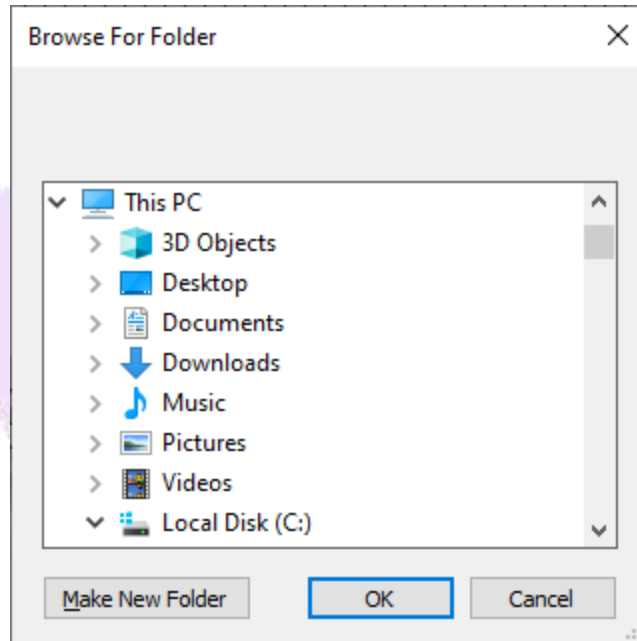 Browse For Folder
This PC
3D Objects
Desktop
Documents
Downloads
Music
Pictures
Videos
Local Disk (C:)
Make New Folder OK Cancel